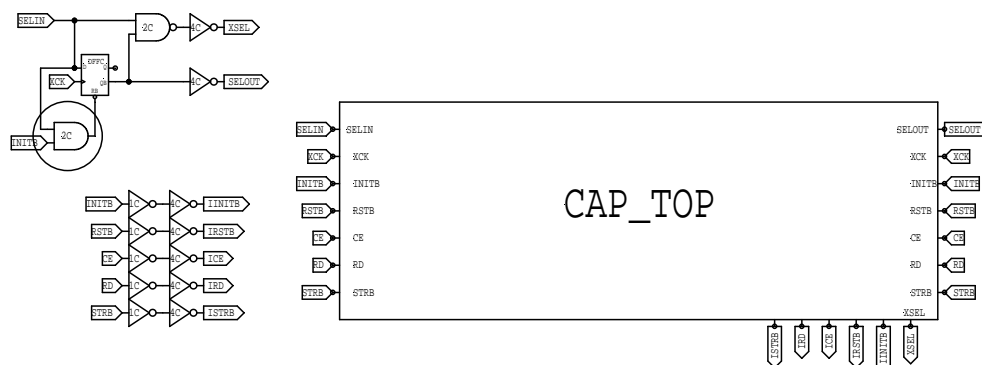 SELIN
2C
4C
XSEL
D DFFC Q
XCK
QB
RB
4C
SELOUT
2C
INITB
INITB 1C 4C IINITB
RSTB 1C 4C IRSTB
CE 1C 4C ICE
RD 1C 4C IRD
STRB 1C 4C ISTRB
CAP_TOP
SELIN SELIN SELOUT SELOUT
XCK XCK XCK XCK
INITB INITB INITB INITB
RSTB RSTB RSTB RSTB
CE CE CE CE
RD RD RD RD
STRB STRB STRB STRB
XSEL
ISTRB
IRD
ICE
IRSTB
IINITB
XSEL